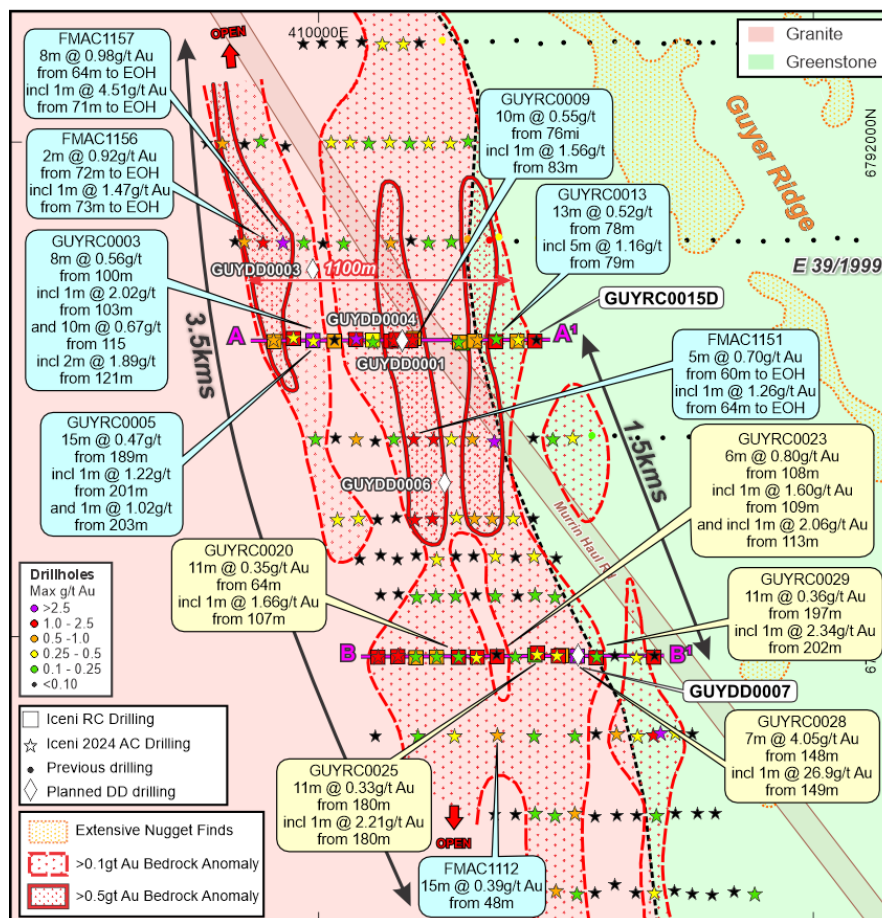 OPEN
410000E
Granite
Greenstone
FMAC1157
8m @ 0.98g/t Au
from 64m to EOH
incl 1m @ 4.51g/t Au
from 71m to EOH
GUYRC0009
10m @ 0.55g/t
from 76mi
incl 1m @ 1.56g/t
from 83m
Guyer Ridge
6792000N
FMAC1156
2m @ 0.92g/t Au
from 72m to EOH
incl 1m @ 1.47g/t Au
from 73m to EOH
GUYRC0013
13m @ 0.52g/t
from 78m
incl 5m @ 1.16g/t
from 79m
GUYRC0003
8m @ 0.56g/t
from 100m
incl 1m @ 2.02g/t
from 103m
and 10m @ 0.67g/t
from 115
incl 2m @ 1.89g/t
from 121m
GUYDD0003
1100m
E 39/1999
GUYRC0015D
GUYDD0004
A
A¹
GUYDD0001
3.5kms
FMAC1151
5m @ 0.70g/t Au
from 60m to EOH
incl 1m @ 1.26g/t Au
from 64m to EOH
1.5kms
GUYRC0005
15m @ 0.47g/t
from 189m
incl 1m @ 1.22g/t
from 201m
and 1m @ 1.02g/t
from 203m
GUYRC0023
6m @ 0.80g/t Au
from 108m
incl 1m @ 1.60g/t Au
from 109m
and incl 1m @ 2.06g/t Au
from 113m
GUYDD0006
Murrin Haul Rd
GUYRC0020
11m @ 0.35g/t Au
from 64m
incl 1m @ 1.66g/t Au
from 107m
GUYRC0029
11m @ 0.36g/t Au
from 197m
incl 1m @ 2.34g/t Au
from 202m
B
B¹
GUYDD0007
Drillholes
Max g/t Au
>2.5
1.0 - 2.5
0.5-1.0
0.25 - 0.5
0.1 - 0.25
<0.10
Iceni RC Drilling
Iceni 2024 AC Drilling
Previous drilling
Planned DD drilling
GUYRC0028
7m @ 4.05g/t Au
from 148m
incl 1m @ 26.9g/t Au
from 149m
GUYRC0025
11m @ 0.33g/t Au
from 180m
incl 1m @ 2.21g/t Au
from 180m
OPEN
FMAC1112
15m @ 0.39g/t Au
from 48m
Extensive Nugget Finds
>0.1gt Au Bedrock Anomaly
>0.5gt Au Bedrock Anomaly